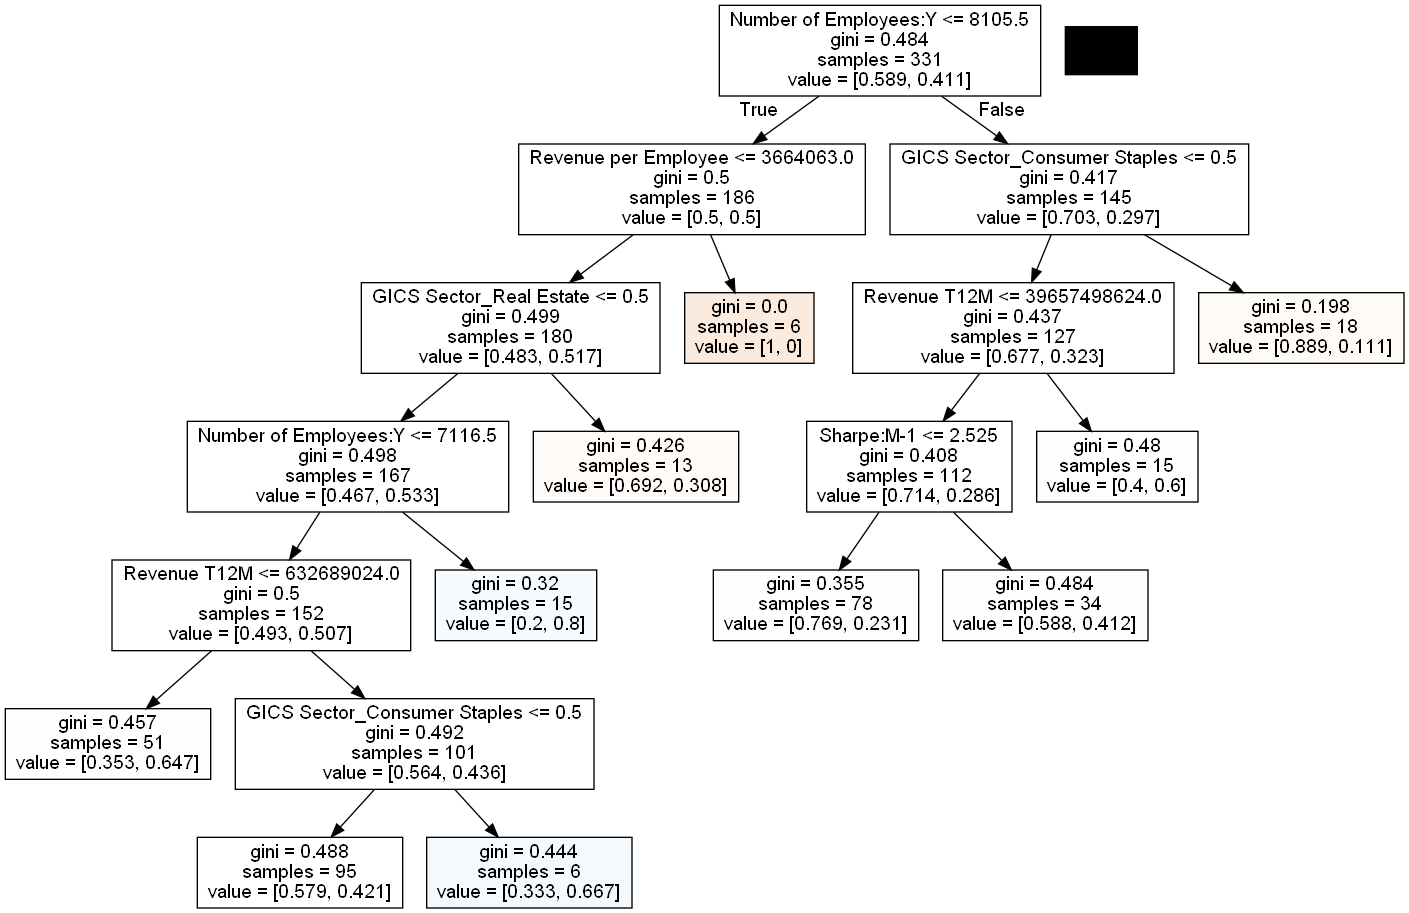 Number of Employees:Y <= 8105.5
gini = 0.484
samples = 331
value = [0.589, 0.411]
True
False
Revenue per Employee <= 3664063.0
gini = 0.5
samples = 186
value = [0.5, 0.5]
GICS Sector_Consumer Staples <= 0.5
gini = 0.417
samples = 145
value = [0.703, 0.297]
GICS Sector_Real Estate <= 0.5
gini = 0.499
samples = 180
value = [0.483, 0.517]
gini = 0.0
samples = 6
value = [1, 0]
Revenue T12M <= 39657498624.0
gini = 0.437
samples = 127
value = [0.677, 0.323]
gini = 0.198
samples = 18
value = [0.889, 0.111]
Number of Employees:Y <= 7116.5
gini = 0.498
samples = 167
value = [0.467, 0.533]
gini = 0.426
samples = 13
value = [0.692, 0.308]
Sharpe:M-1 <= 2.525
gini = 0.408
samples = 112
value = [0.714, 0.286]
gini = 0.48
samples = 15
value = [0.4, 0.6]
Revenue T12M <= 632689024.0
gini = 0.5
samples = 152
value = [0.493, 0.507]
gini = 0.32
samples = 15
value = [0.2, 0.8]
gini = 0.355
samples = 78
value = [0.769, 0.231]
gini = 0.484
samples = 34
value = [0.588, 0.412]
gini = 0.457
samples = 51
value = [0.353, 0.647]
GICS Sector_Consumer Staples <= 0.5
gini = 0.492
samples = 101
value = [0.564, 0.436]
gini = 0.488
samples = 95
value = [0.579, 0.421]
gini = 0.444
samples = 6
value = [0.333, 0.667]